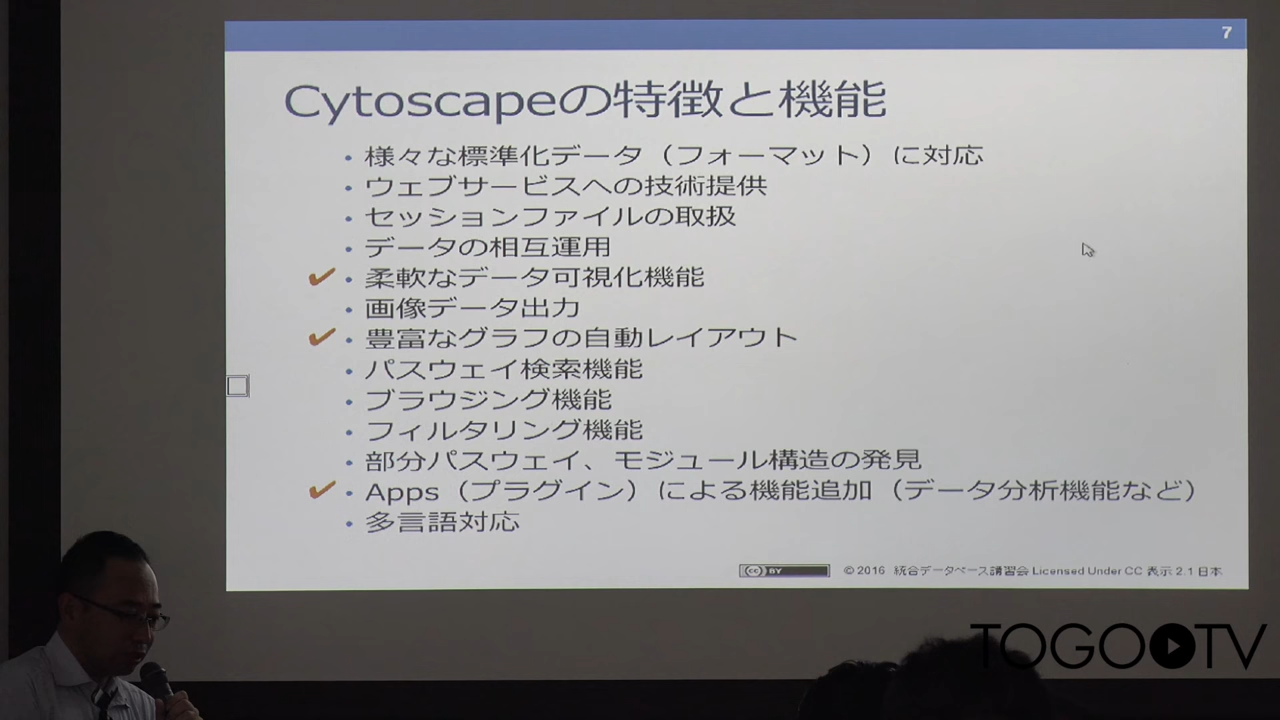 7
Cytoscapeの特徴と機能
・様々な標準化データ（フォーマット）に対応
・ウェブサービスへの技術提供
・セッションファイルの取扱
・データの相互運用
✓・柔軟なデータ可視化機能
・画像データ出力
✓・豊富なグラフの自動レイアウト
・パスウェイ検索機能
・ブラウジング機能
・フィルタリング機能
・部分パスウェイ、モジュール構造の発見
✓・Apps（プラグイン）による機能追加（データ分析機能など）
・多言語対応
cc BY © 2016 統合データベース講習会 Licensed Under CC 表示 2.1 日本
TOGOTV